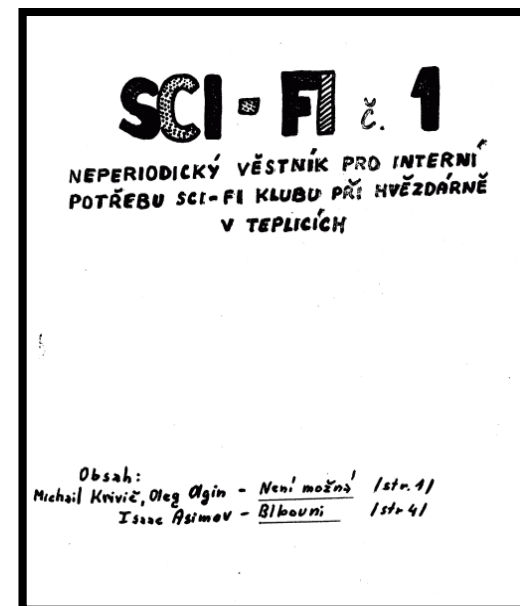 SCI - FI č. 1
NEPERIODICKÝ VĚSTNÍK PRO INTERNÍ
POTŘEBU SCI-FI KLUBU PŘI HVĚZDÁRNĚ
V TEPLICÍCH
Obsah:
Michail Krivič, Oleg Olgin - Není možná /str. 1/
Isaac Asimov - Blbouni /str 4/